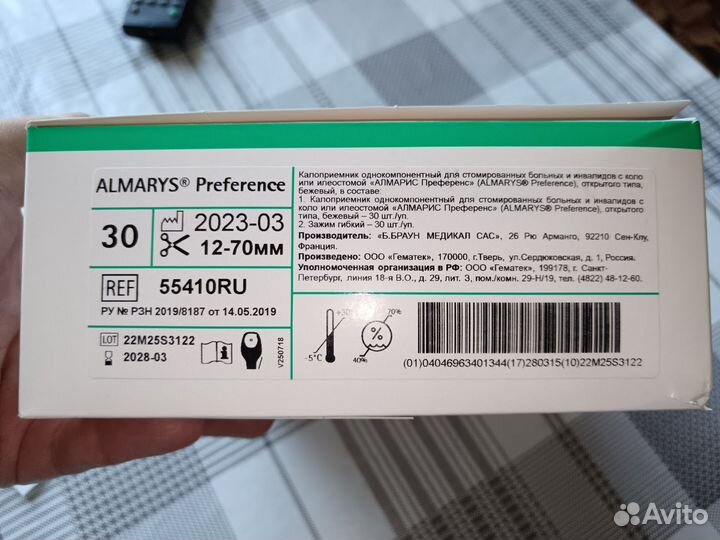 ALMARYS® Preference
30
2023-03
12-70мм
REF 55410RU
РУ № РЗН 2019/8187 от 14.05.2019
LOT 22M25S3122
2028-03
V250718
Калоприемник однокомпонентный для стомированных больных и инвалидов с коло
или илеостомой «АЛМАРИС Преференс» (ALMARYS® Preference), открытого типа,
бежевый, в составе:
1. Калоприемник однокомпонентный для стомированных больных и инвалидов с
коло или илеостомой «АЛМАРИС Преференс» (ALMARYS® Preference), открытого
типа, бежевый – 30 шт./уп.
2. Зажим гибкий – 30 шт./уп.
Производитель: «Б.БРАУН МЕДИКАЛ САС», 26 Рю Арманго, 92210 Сен-Клу,
Франция.
Произведено: ООО «Гематек», 170000, г.Тверь, ул.Сердюковская, д. 1, Россия.
Уполномоченная организация в РФ: ООО «Гематек», 199178, г. Санкт-
Петербург, линия 18-я В.О., д. 29, лит. З, пом./комн. 29-Н/19, тел. (4822) 48-12-60.
-5°C
40%
70%
(01)04046963401344(17)280315(10)22M25S3122
Avito